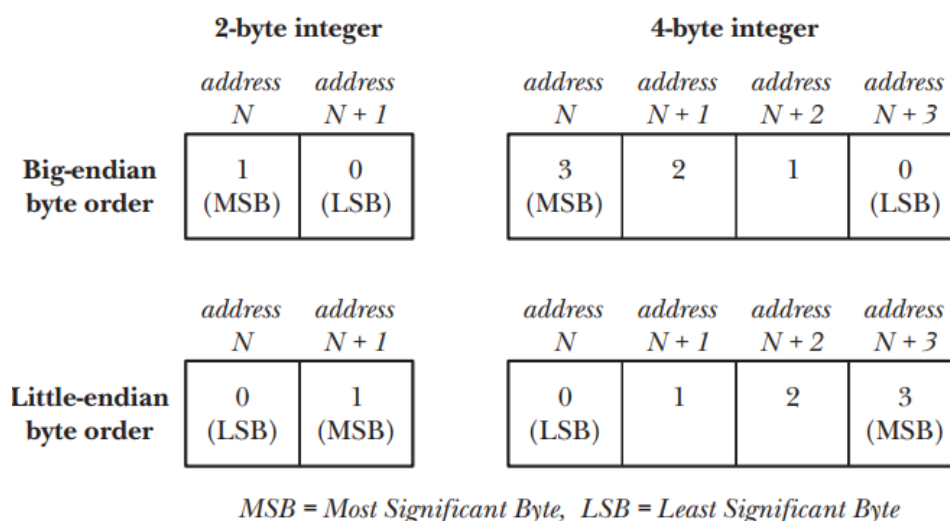 2-byte integer 4-byte integer
address address address address address address
N N + 1 N N + 1 N + 2 N + 3
Big-endian 1 0 3 2 1 0
byte order (MSB) (LSB) (MSB) (LSB)
address address address address address address
N N + 1 N N + 1 N + 2 N + 3
Little-endian 0 1 0 1 2 3
byte order (LSB) (MSB) (LSB) (MSB)
MSB = Most Significant Byte, LSB = Least Significant Byte